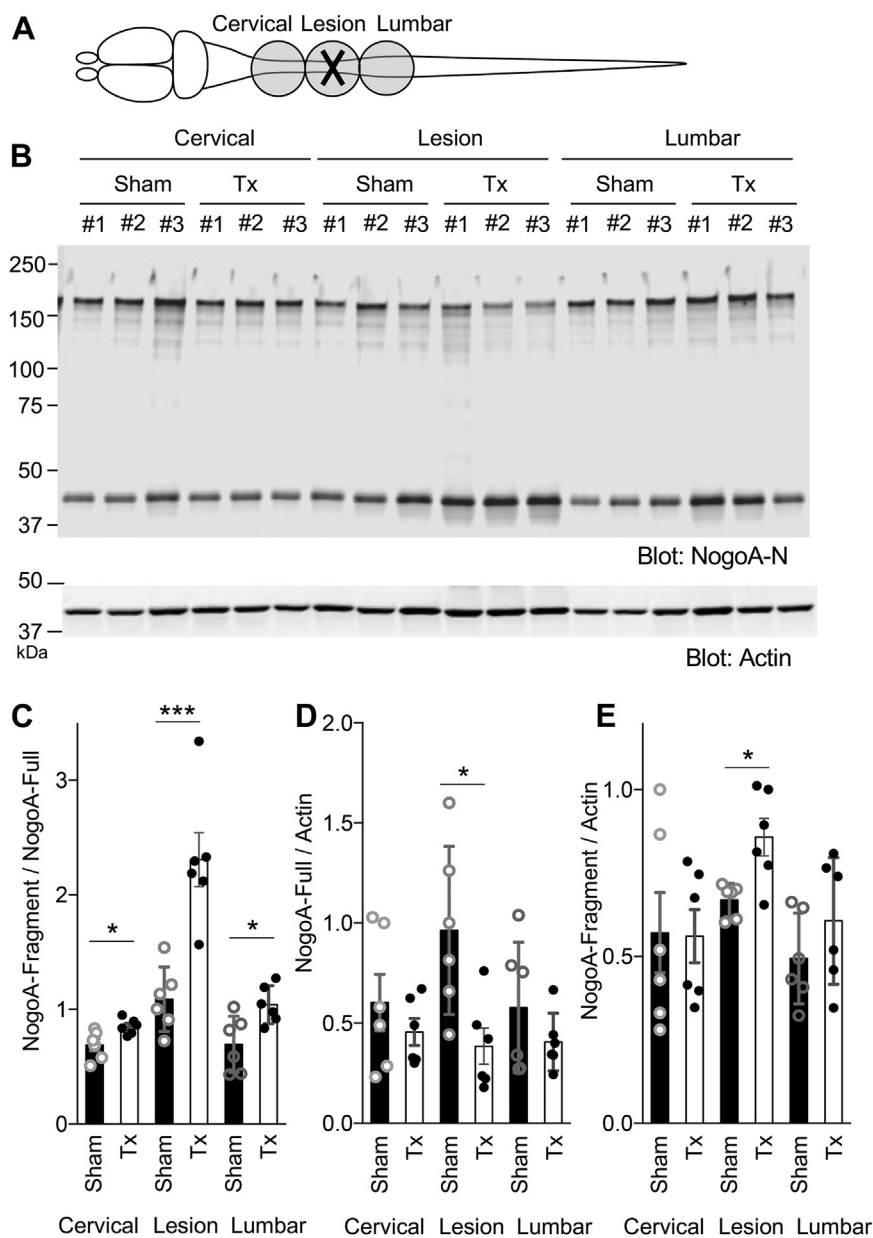 A
Cervical Lesion Lumbar
X
B
Cervical Lesion Lumbar
Sham Tx Sham Tx Sham Tx
#1 #2 #3 #1 #2 #3 #1 #2 #3 #1 #2 #3 #1 #2 #3 #1 #2 #3
250
150
100
75
50
37
Blot: NogoA-N
50
37
kDa
Blot: Actin
C
NogoA-Fragment / NogoA-Full
3
2
1
0
* *** *
Sham Tx Sham Tx Sham Tx
Cervical Lesion Lumbar
D
NogoA-Full / Actin
2.0
1.5
1.0
0.5
0.0
*
Sham Tx Sham Tx Sham Tx
Cervical Lesion Lumbar
E
NogoA-Fragment / Actin
1.0
0.5
0.0
*
Sham Tx Sham Tx Sham Tx
Cervical Lesion Lumbar